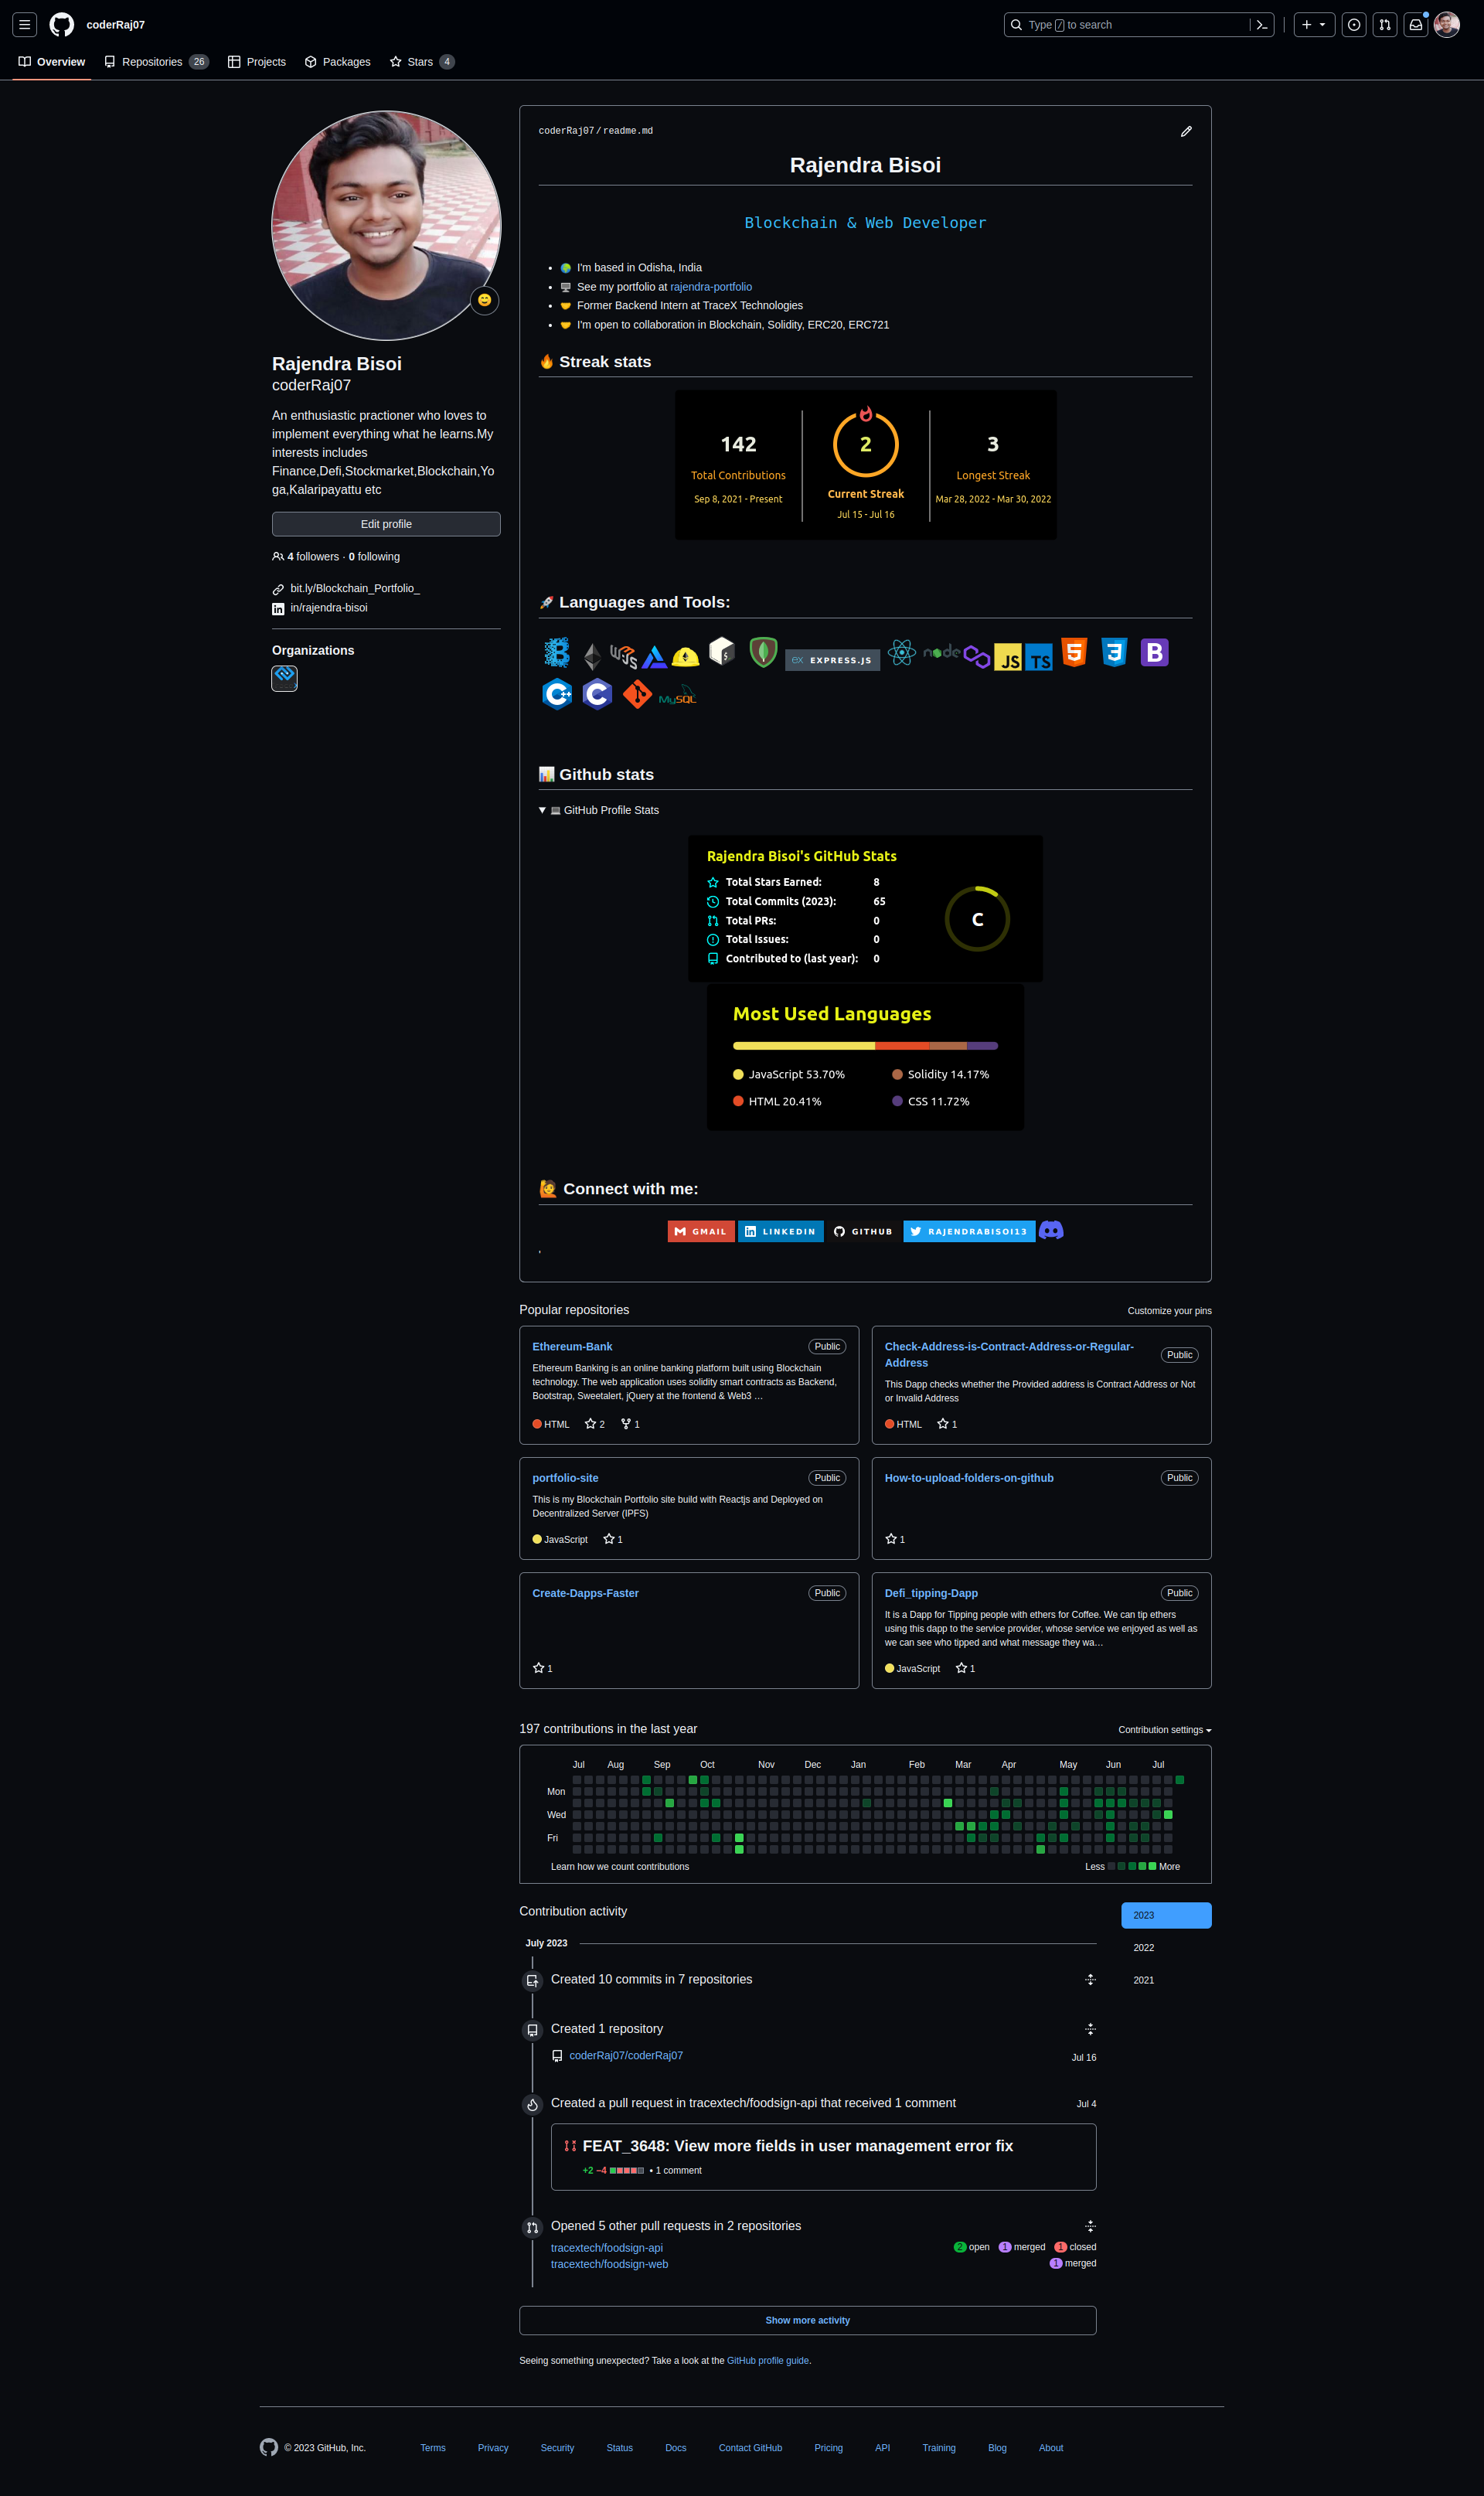 coderRaj07
Type / to search
Overview
Repositories 26
Projects
Packages
Stars 4
Rajendra Bisoi
coderRaj07
An enthusiastic practioner who loves to
implement everything what he learns.My
interests includes
Finance,Defi,Stockmarket,Blockchain,Yo
ga,Kalaripayattu etc
Edit profile
4 followers · 0 following
bit.ly/Blockchain_Portfolio_
in/rajendra-bisoi
Organizations
coderRaj07 / readme.md
Rajendra Bisoi
Blockchain & Web Developer
I'm based in Odisha, India
See my portfolio at rajendra-portfolio
Former Backend Intern at TraceX Technologies
I'm open to collaboration in Blockchain, Solidity, ERC20, ERC721
Streak stats
142
Total Contributions
Sep 8, 2021 - Present
2
Current Streak
Jul 15 - Jul 16
3
Longest Streak
Mar 28, 2022 - Mar 30, 2022
Languages and Tools:
W3JS
$
EX EXPRESS.JS
node
JS
TS
5
3
B
C++
C
MySQL
Github stats
GitHub Profile Stats
Rajendra Bisoi's GitHub Stats
Total Stars Earned: 8
Total Commits (2023): 65
Total PRs: 0
Total Issues: 0
Contributed to (last year): 0
C
Most Used Languages
JavaScript 53.70%
Solidity 14.17%
HTML 20.41%
CSS 11.72%
Connect with me:
GMAIL
LINKEDIN
GITHUB
RAJENDRABISOI13
,
Popular repositories
Customize your pins
Ethereum-Bank
Public
Ethereum Banking is an online banking platform built using Blockchain
technology. The web application uses solidity smart contracts as Backend,
Bootstrap, Sweetalert, jQuery at the frontend & Web3 …
HTML 2 1
Check-Address-is-Contract-Address-or-Regular-
Address
Public
This Dapp checks whether the Provided address is Contract Address or Not
or Invalid Address
HTML 1
portfolio-site
Public
This is my Blockchain Portfolio site build with Reactjs and Deployed on
Decentralized Server (IPFS)
JavaScript 1
How-to-upload-folders-on-github
Public
1
Create-Dapps-Faster
Public
1
Defi_tipping-Dapp
Public
It is a Dapp for Tipping people with ethers for Coffee. We can tip ethers
using this dapp to the service provider, whose service we enjoyed as well as
we can see who tipped and what message they wa…
JavaScript 1
197 contributions in the last year
Contribution settings
Jul Aug Sep Oct Nov Dec Jan Feb Mar Apr May Jun Jul
Mon
Wed
Fri
Learn how we count contributions
Less More
Contribution activity
2023
2022
2021
July 2023
Created 10 commits in 7 repositories
Created 1 repository
coderRaj07/coderRaj07
Jul 16
Created a pull request in tracextech/foodsign-api that received 1 comment
Jul 4
FEAT_3648: View more fields in user management error fix
+2 −4 • 1 comment
Opened 5 other pull requests in 2 repositories
tracextech/foodsign-api
2 open 1 merged 1 closed
tracextech/foodsign-web
1 merged
Show more activity
Seeing something unexpected? Take a look at the GitHub profile guide.
© 2023 GitHub, Inc.
Terms
Privacy
Security
Status
Docs
Contact GitHub
Pricing
API
Training
Blog
About